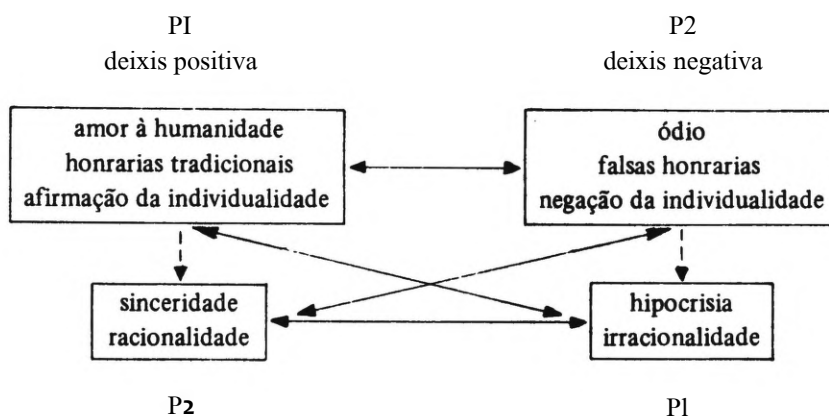 PI
deixis positiva
P2
deixis negativa
amor à humanidade
honrarias tradicionais
afirmação da individualidade
ódio
falsas honrarias
negação da individualidade
sinceridade
racionalidade
hipocrisia
irracionalidade
P2
Pl